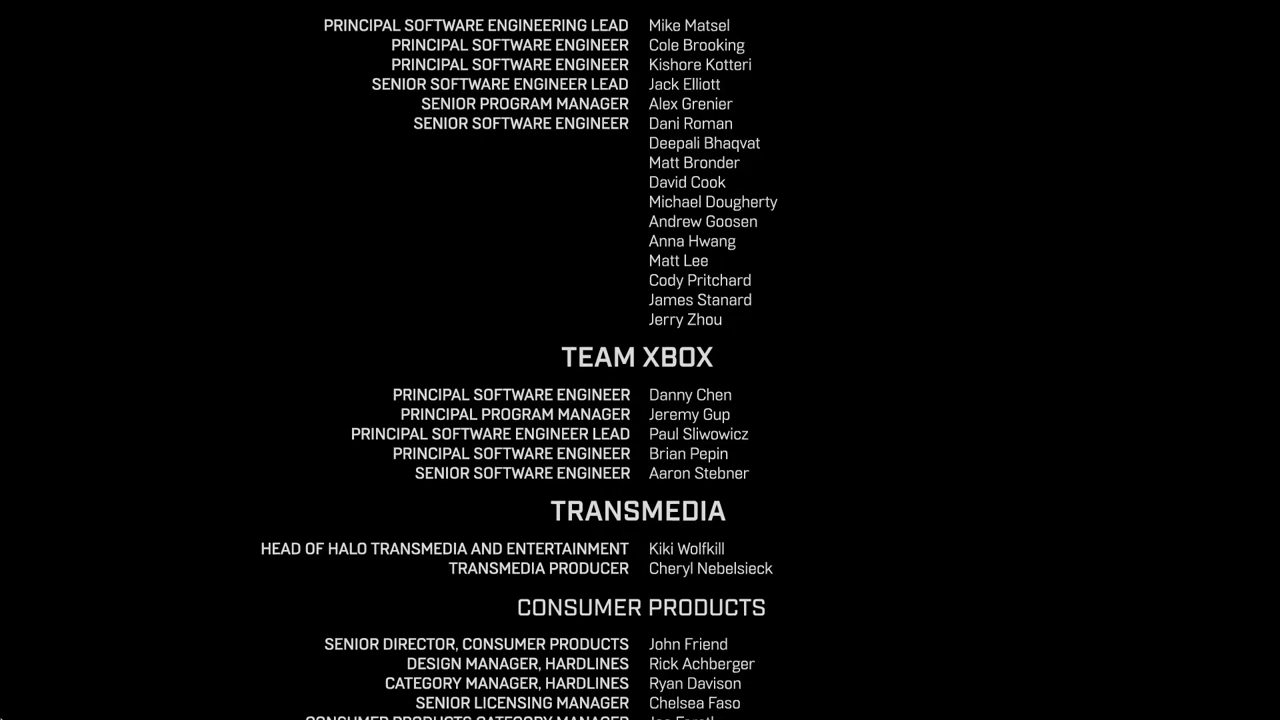 PRINCIPAL SOFTWARE ENGINEERING LEAD Mike Matsel
PRINCIPAL SOFTWARE ENGINEER Cole Brooking
PRINCIPAL SOFTWARE ENGINEER Kishore Kotteri
SENIOR SOFTWARE ENGINEER LEAD Jack Elliott
SENIOR PROGRAM MANAGER Alex Grenier
SENIOR SOFTWARE ENGINEER Dani Roman
Deepali Bhaqvat
Matt Bronder
David Cook
Michael Dougherty
Andrew Goosen
Anna Hwang
Matt Lee
Cody Pritchard
James Stanard
Jerry Zhou
TEAM XBOX
PRINCIPAL SOFTWARE ENGINEER Danny Chen
PRINCIPAL PROGRAM MANAGER Jeremy Gup
PRINCIPAL SOFTWARE ENGINEER LEAD Paul Sliwowicz
PRINCIPAL SOFTWARE ENGINEER Brian Pepin
SENIOR SOFTWARE ENGINEER Aaron Stebner
TRANSMEDIA
HEAD OF HALO TRANSMEDIA AND ENTERTAINMENT Kiki Wolfkill
TRANSMEDIA PRODUCER Cheryl Nebelsieck
CONSUMER PRODUCTS
SENIOR DIRECTOR, CONSUMER PRODUCTS John Friend
DESIGN MANAGER, HARDLINES Rick Achberger
CATEGORY MANAGER, HARDLINES Ryan Davison
SENIOR LICENSING MANAGER Chelsea Faso
CONSUMER PRODUCTS CATEGORY MANAGER